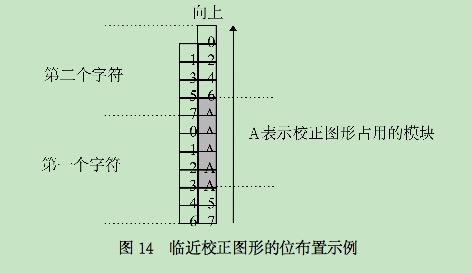 向上
0
1 2
第二个字符 3 4
5 6
7 A
0 A A表示校正图形占用的模块
1 A
第一个字符 2 A
3 A
4 5
6 7
图 14 临近校正图形的位布置示例